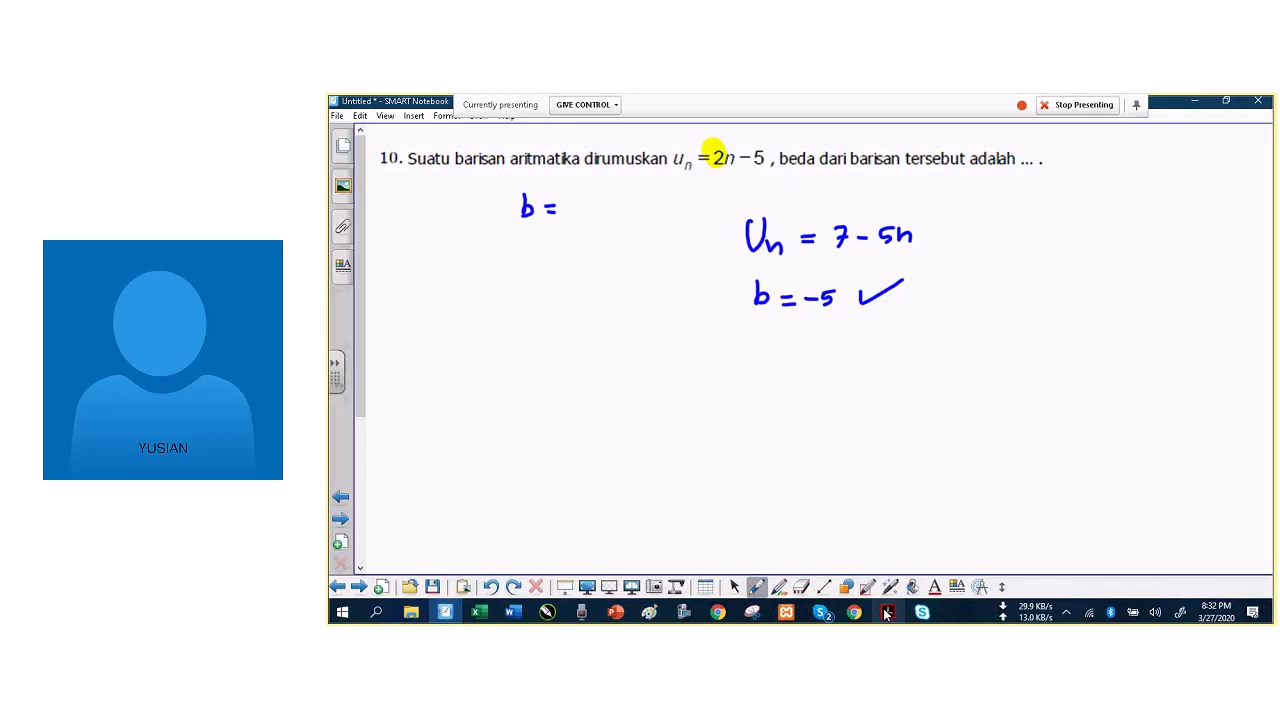 Untitled * - SMART Notebook
Currently presenting
GIVE CONTROL
Stop Presenting
File Edit View Insert
10. Suatu barisan aritmatika dirumuskan uₙ = 2n − 5 , beda dari barisan tersebut adalah ... .
b =
Uₙ = 7 - 5n
b = -5 ✓
YUSIAN
29.9 KB/s
13.0 KB/s
8:32 PM
3/27/2020